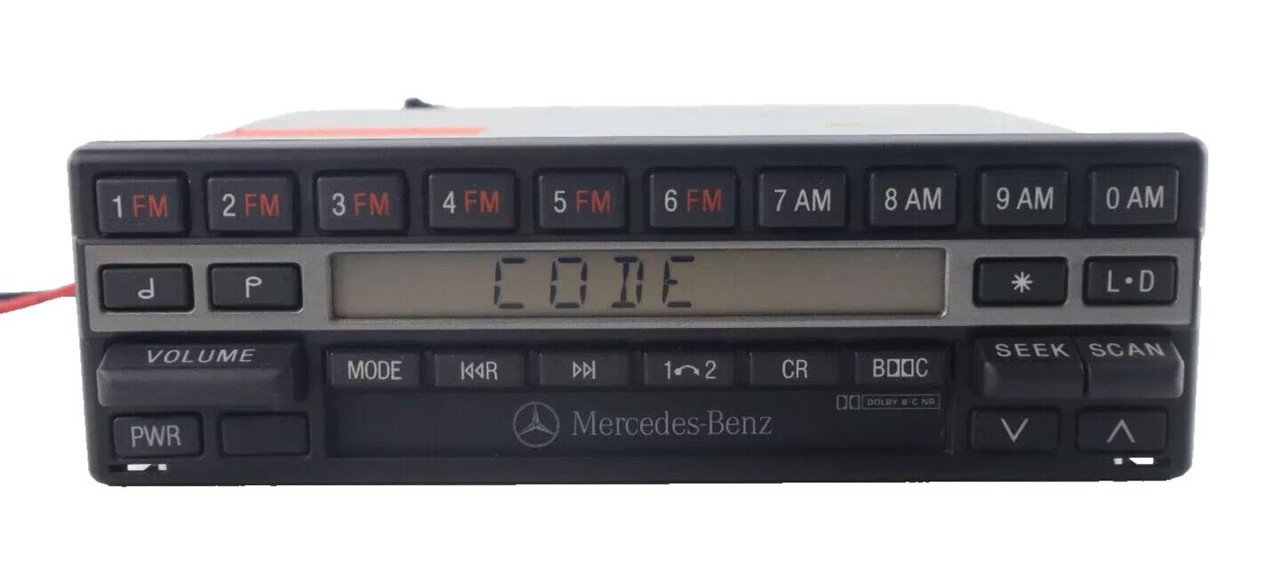 1 FM 2 FM 3 FM 4 FM 5 FM 6 FM 7 AM 8 AM 9 AM 0 AM
CODE
L•D
VOLUME
MODE R 1 2 CR B C
SEEK SCAN
DOLBY B-C NR
PWR
Mercedes-Benz